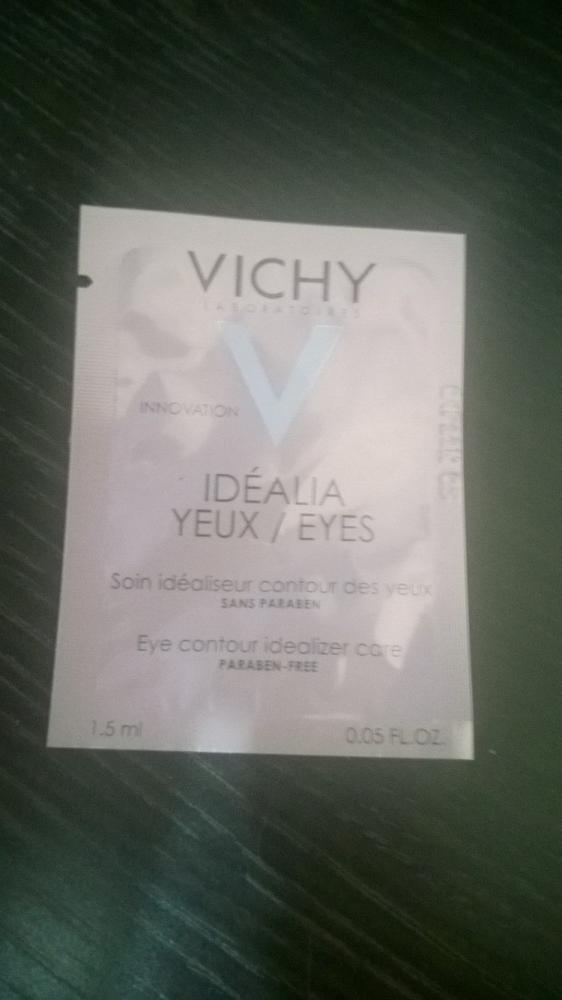 VICHY
LABORATOIRES
INNOVATION
IDÉALIA
YEUX / EYES
Soin idéaliseur contour des yeux
SANS PARABEN
Eye contour idealizer care
PARABEN-FREE
1.5 ml 0.05 FL.OZ.